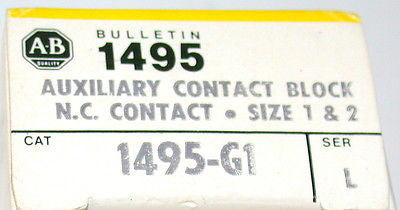 A-B
QUALITY
BULLETIN
1495
AUXILIARY CONTACT BLOCK
N.C. CONTACT • SIZE 1 & 2
CAT
1495-G1
SER
L